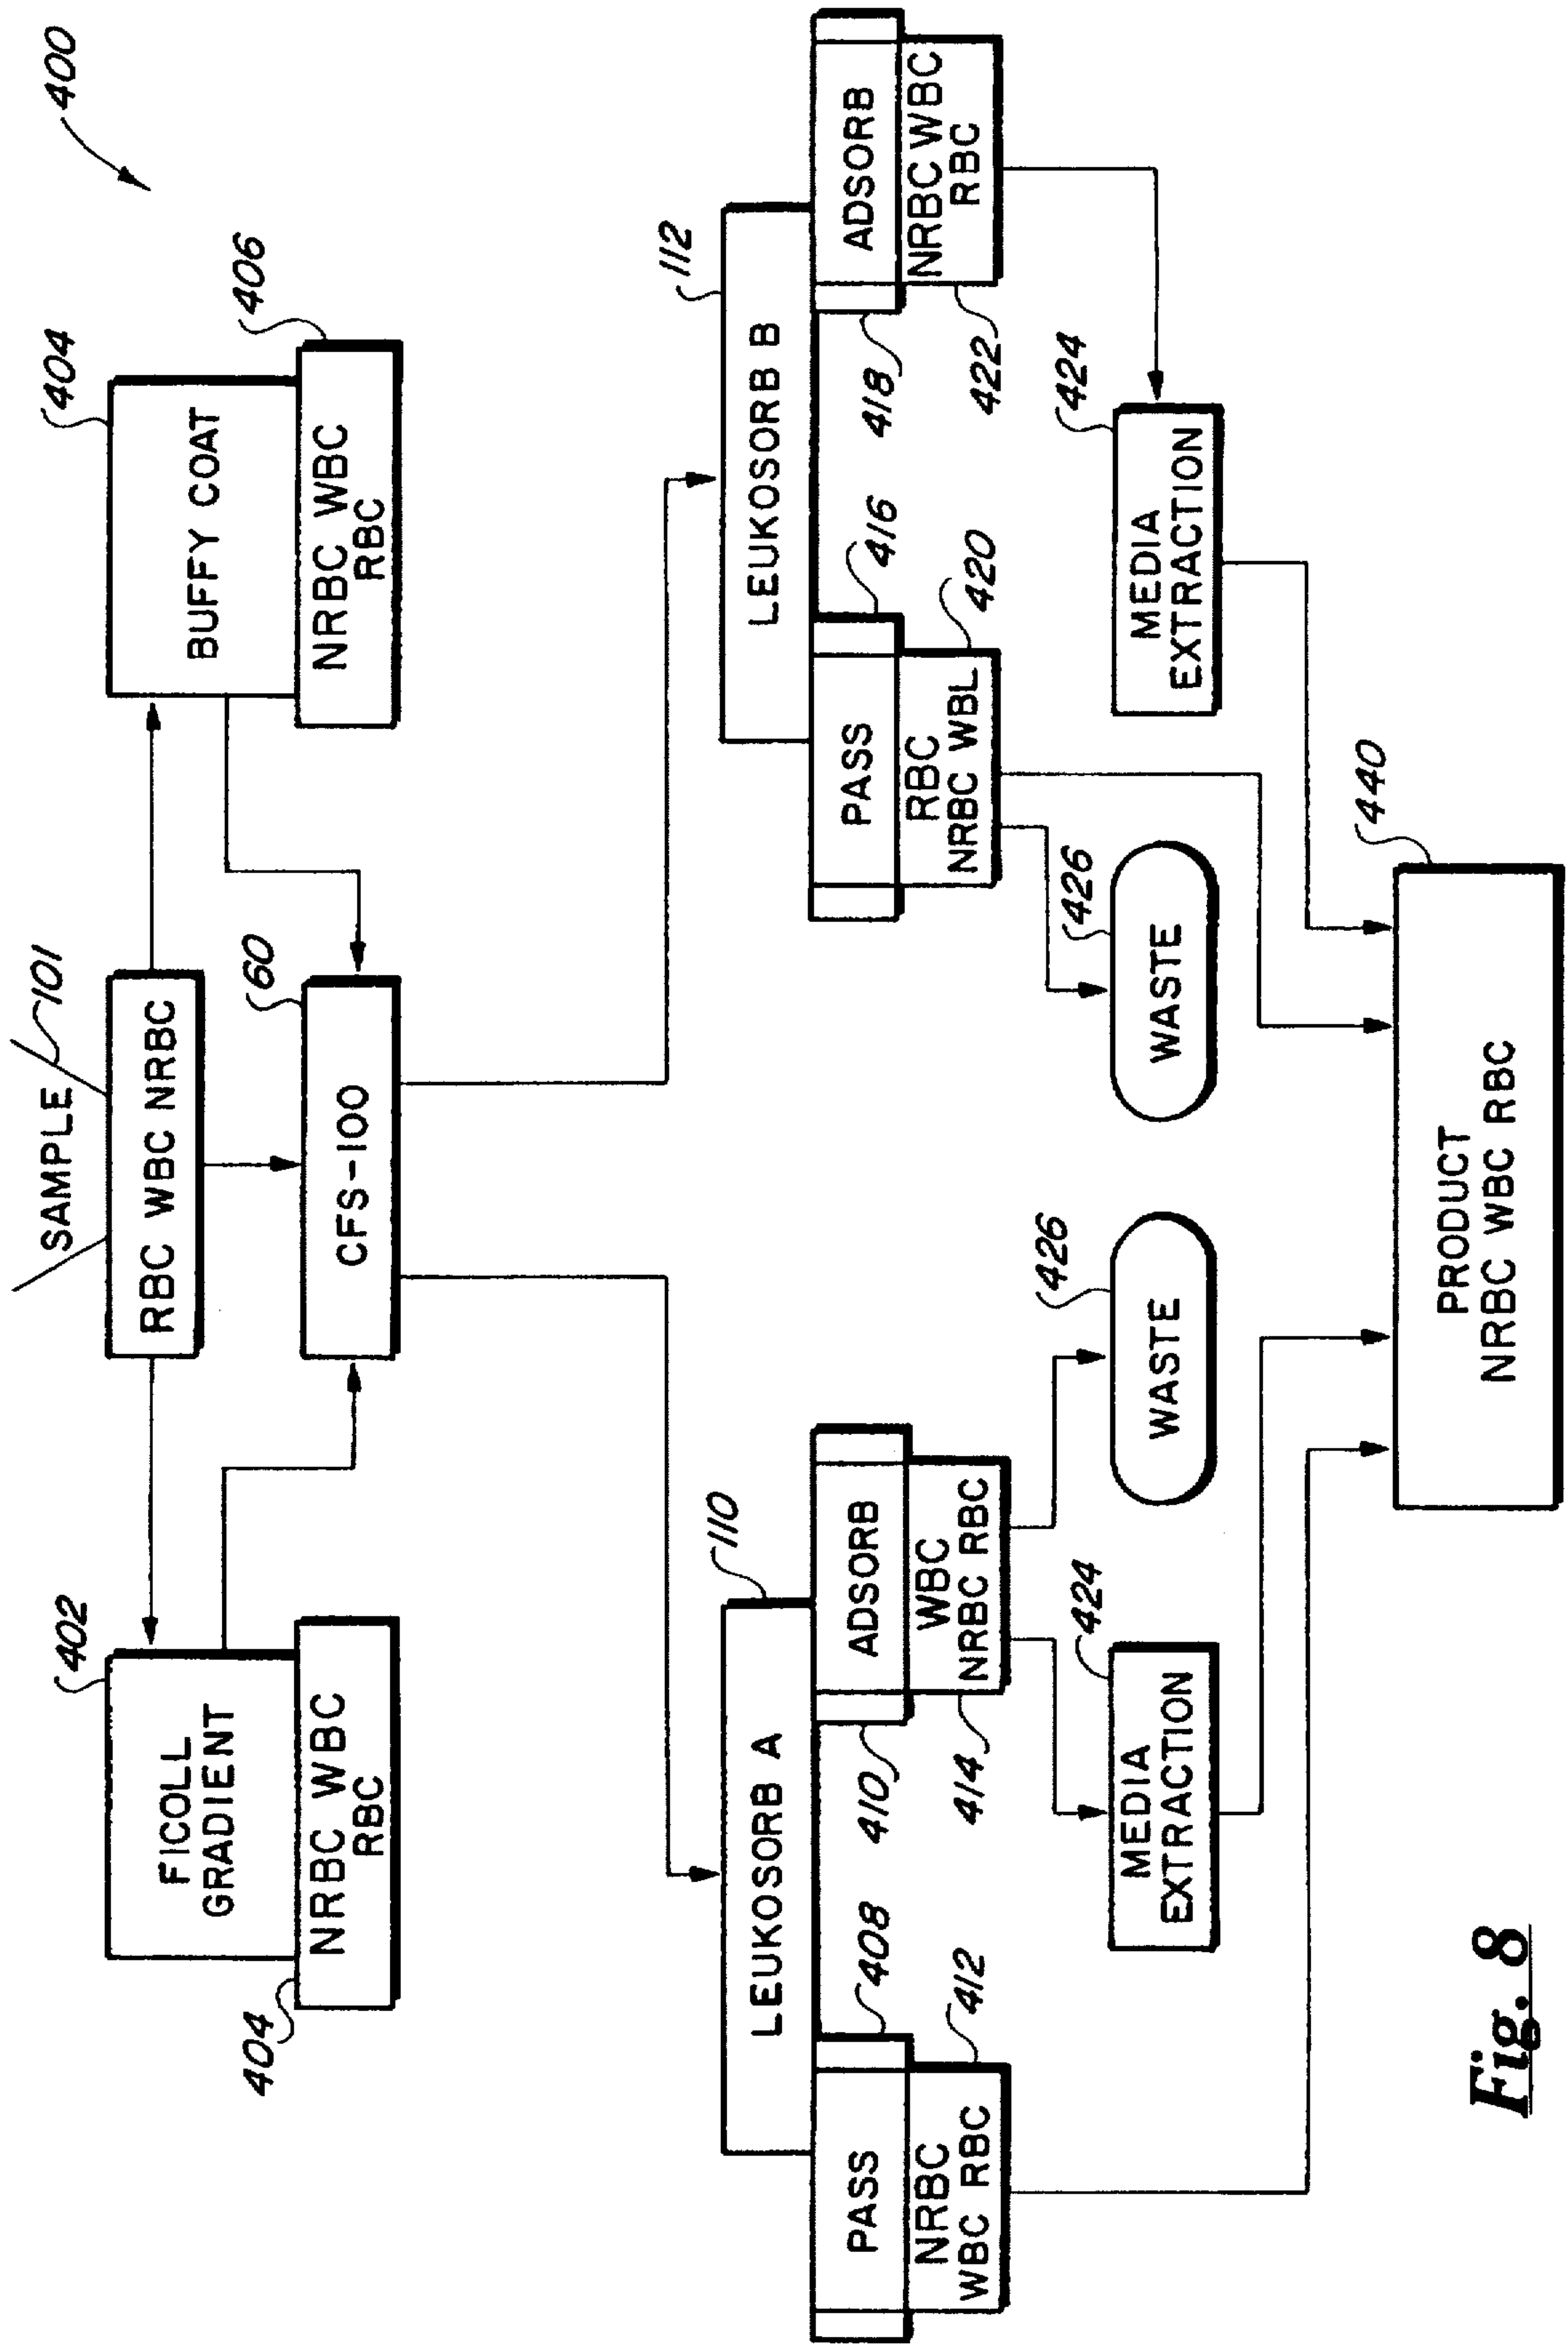 400
SAMPLE
101
RBC WBC NRBC
402
FICOLL
GRADIENT
404
NRBC WBC
RBC
404
BUFFY COAT
406
NRBC WBC
RBC
60
CFS-100
110
LEUKOSORB A
PASS
408
NRBC
WBC RBC
412
ADSORB
410
WBC
NRBC RBC
414
112
LEUKOSORB B
PASS
416
RBC
NRBC WBL
420
ADSORB
418
NRBC WBC
RBC
422
MEDIA
EXTRACTION
424
WASTE
426
WASTE
426
MEDIA
EXTRACTION
424
PRODUCT
NRBC WBC RBC
440
Fig. 8